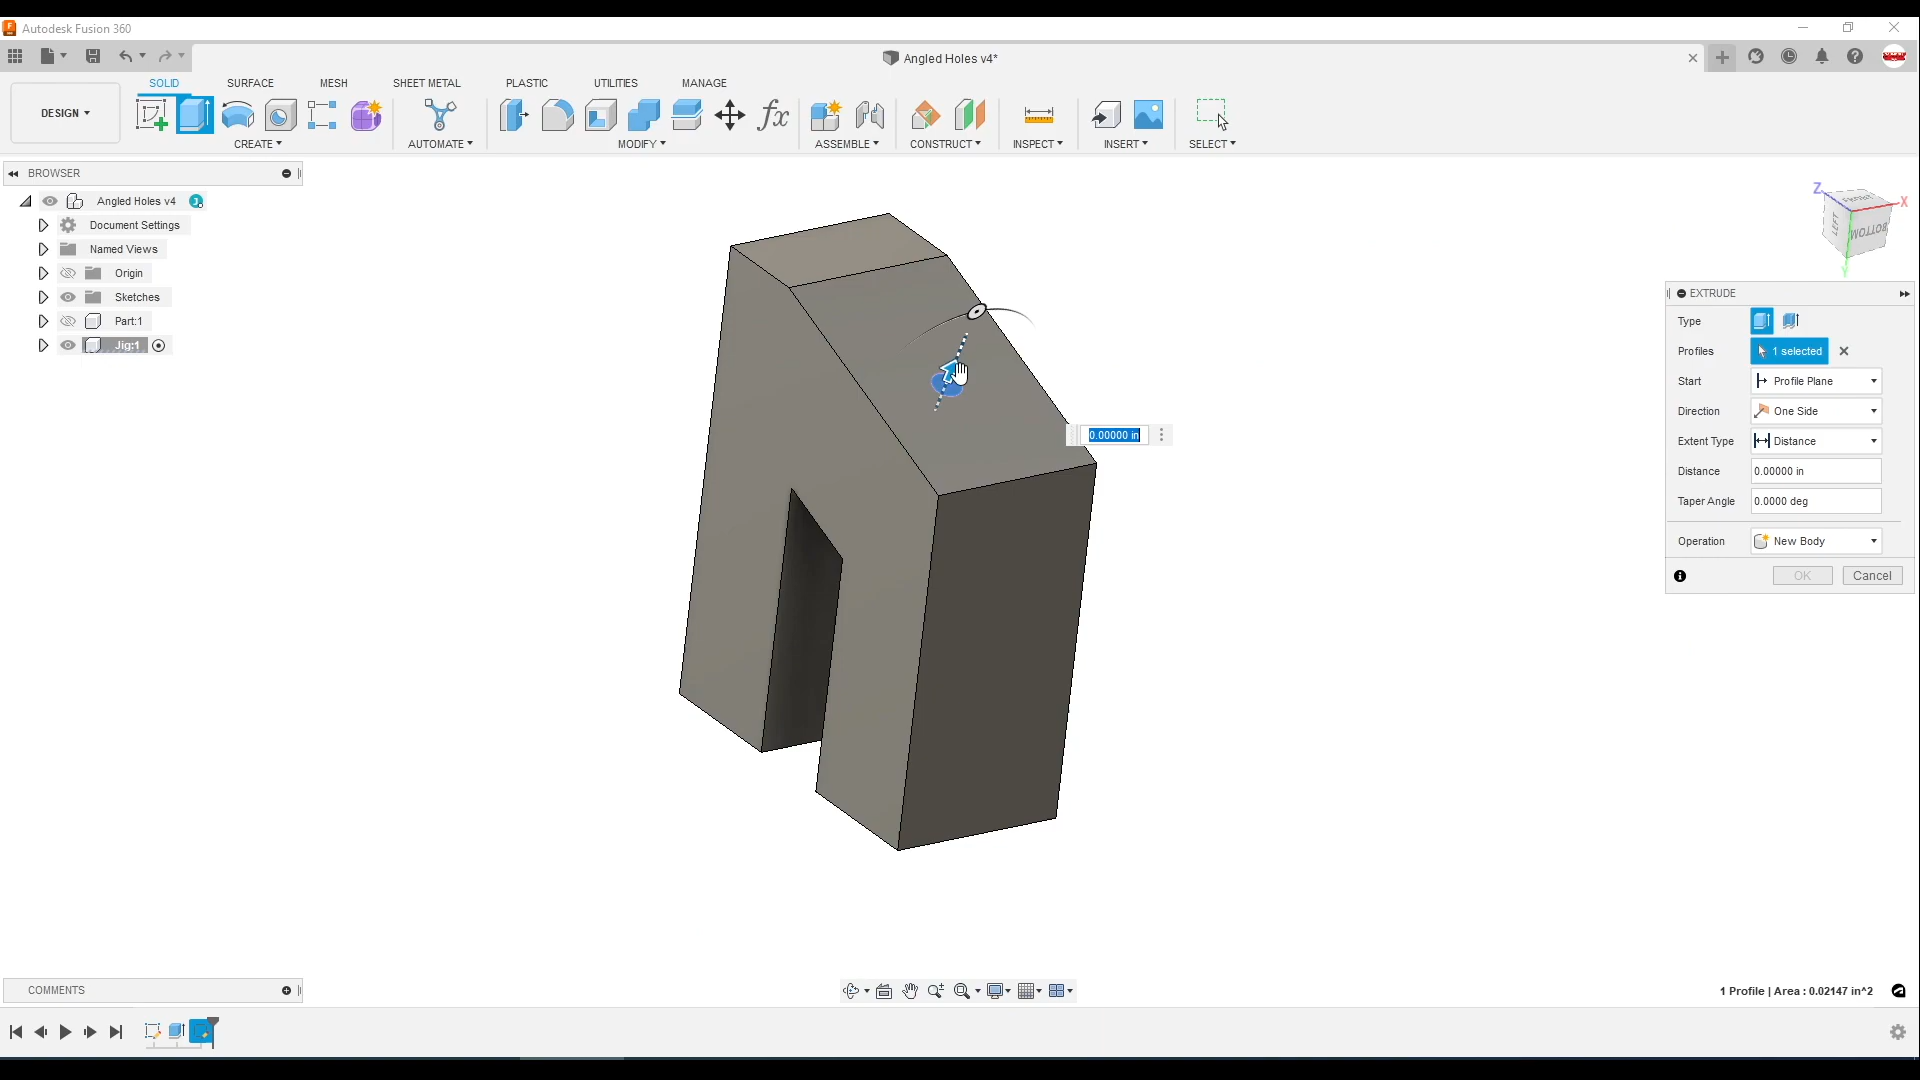 Autodesk Fusion 360
Angled Holes v4*
DESIGN
SOLID
SURFACE
MESH
SHEET METAL
PLASTIC
UTILITIES
MANAGE
CREATE
AUTOMATE
MODIFY
ASSEMBLE
CONSTRUCT
INSPECT
INSERT
SELECT
BROWSER
Angled Holes v4
Document Settings
Named Views
Origin
Sketches
Part:1
Jig:1
Z
X
Y
FRONT
LEFT
BOTTOM
0.00000 in
EXTRUDE
Type
Profiles 1 selected
Start Profile Plane
Direction One Side
Extent Type Distance
Distance 0.00000 in
Taper Angle 0.0000 deg
Operation New Body
OK Cancel
COMMENTS
1 Profile | Area : 0.02147 in^2